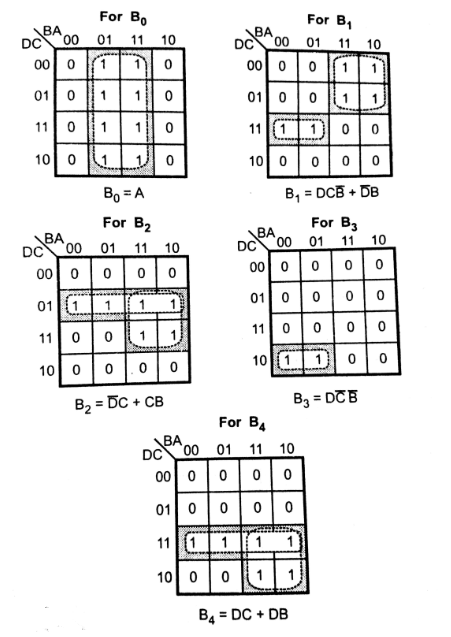 For B₀
BA
DC 00 01 11 10
00 0 1 1 0
01 0 1 1 0
11 0 1 1 0
10 0 1 1 0
B₀ = A
For B₁
BA
DC 00 01 11 10
00 0 0 1 1
01 0 0 1 1
11 1 1 0 0
10 0 0 0 0
B₁ = DCB̅ + D̅B
For B₂
BA
DC 00 01 11 10
00 0 0 0 0
01 1 1 1 1
11 0 0 1 1
10 0 0 0 0
B₂ = D̅C + CB
For B₃
BA
DC 00 01 11 10
00 0 0 0 0
01 0 0 0 0
11 0 0 0 0
10 1 1 0 0
B₃ = DC̅ B̅
For B₄
BA
DC 00 01 11 10
00 0 0 0 0
01 0 0 0 0
11 1 1 1 1
10 0 0 1 1
B₄ = DC + DB